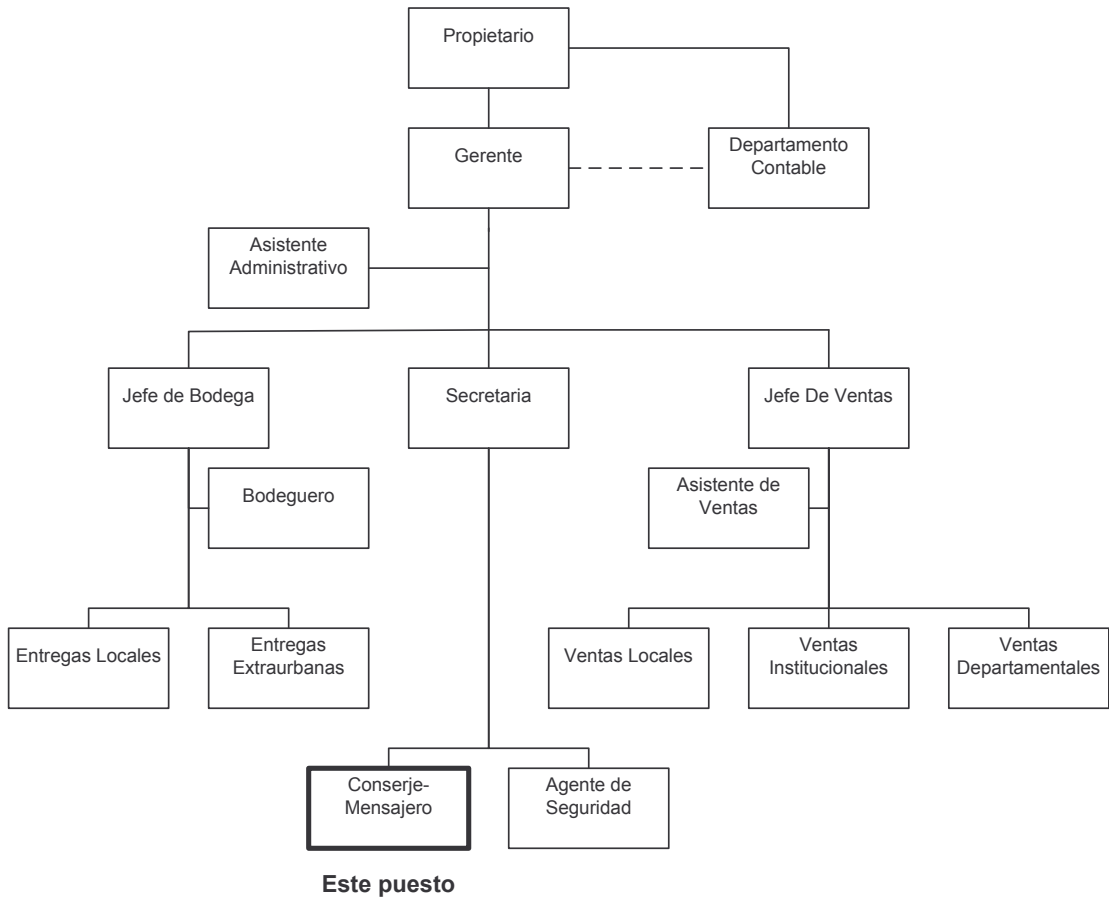 Propietario
Gerente
Departamento
Contable
Asistente
Administrativo
Jefe de Bodega
Secretaria
Jefe De Ventas
Bodeguero
Asistente de
Ventas
Entregas Locales
Entregas
Extraurbanas
Ventas Locales
Ventas
Institucionales
Ventas
Departamentales
Conserje-
Mensajero
Agente de
Seguridad
Este puesto